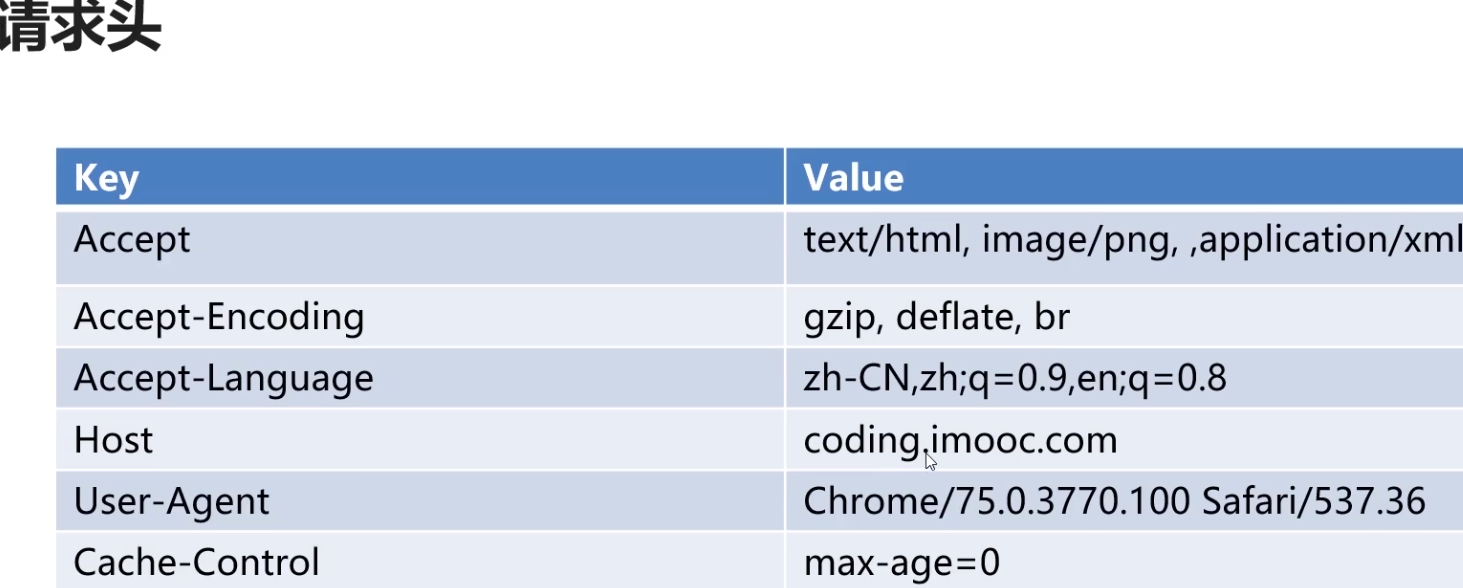 请求头
Key Value
Accept text/html, image/png, ,application/xml
Accept-Encoding gzip, deflate, br
Accept-Language zh-CN,zh;q=0.9,en;q=0.8
Host coding.imooc.com
User-Agent Chrome/75.0.3770.100 Safari/537.36
Cache-Control max-age=0